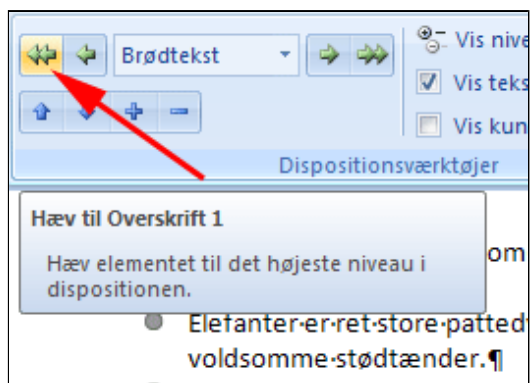 Vis nive
Brødtekst
Vis teks
Vis kun
Dispositionsværktøjer
Hæv til Overskrift 1
Hæv elementet til det højeste niveau i
dispositionen.
om
Elefanter·er·ret·store·pattedy
voldsomme·stødtænder.¶